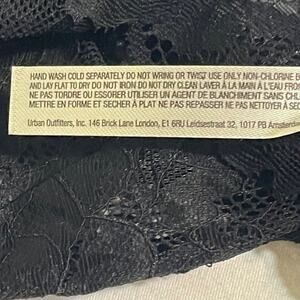 HAND WASH COLD SEPARATELY DO NOT WRING OR TWIST USE ONLY NON-CHLORINE B
AND LAY FLAT TO DRY DO NOT IRON DO NOT DRY CLEAN LAVER À LA MAIN À L'EAU FROI
NE PAS TORDRE OU ESSORER UTILISER UN AGENT DE BLANCHIMENT SANS CHL
METTRE EN FORME ET SÉCHER À PLAT NE PAS REPASSER NE PAS NETTOYER À SE
Urban Outfitters, Inc. 146 Brick Lane London, E1 6RU Leidsestraat 32, 1017 PB Amsterda